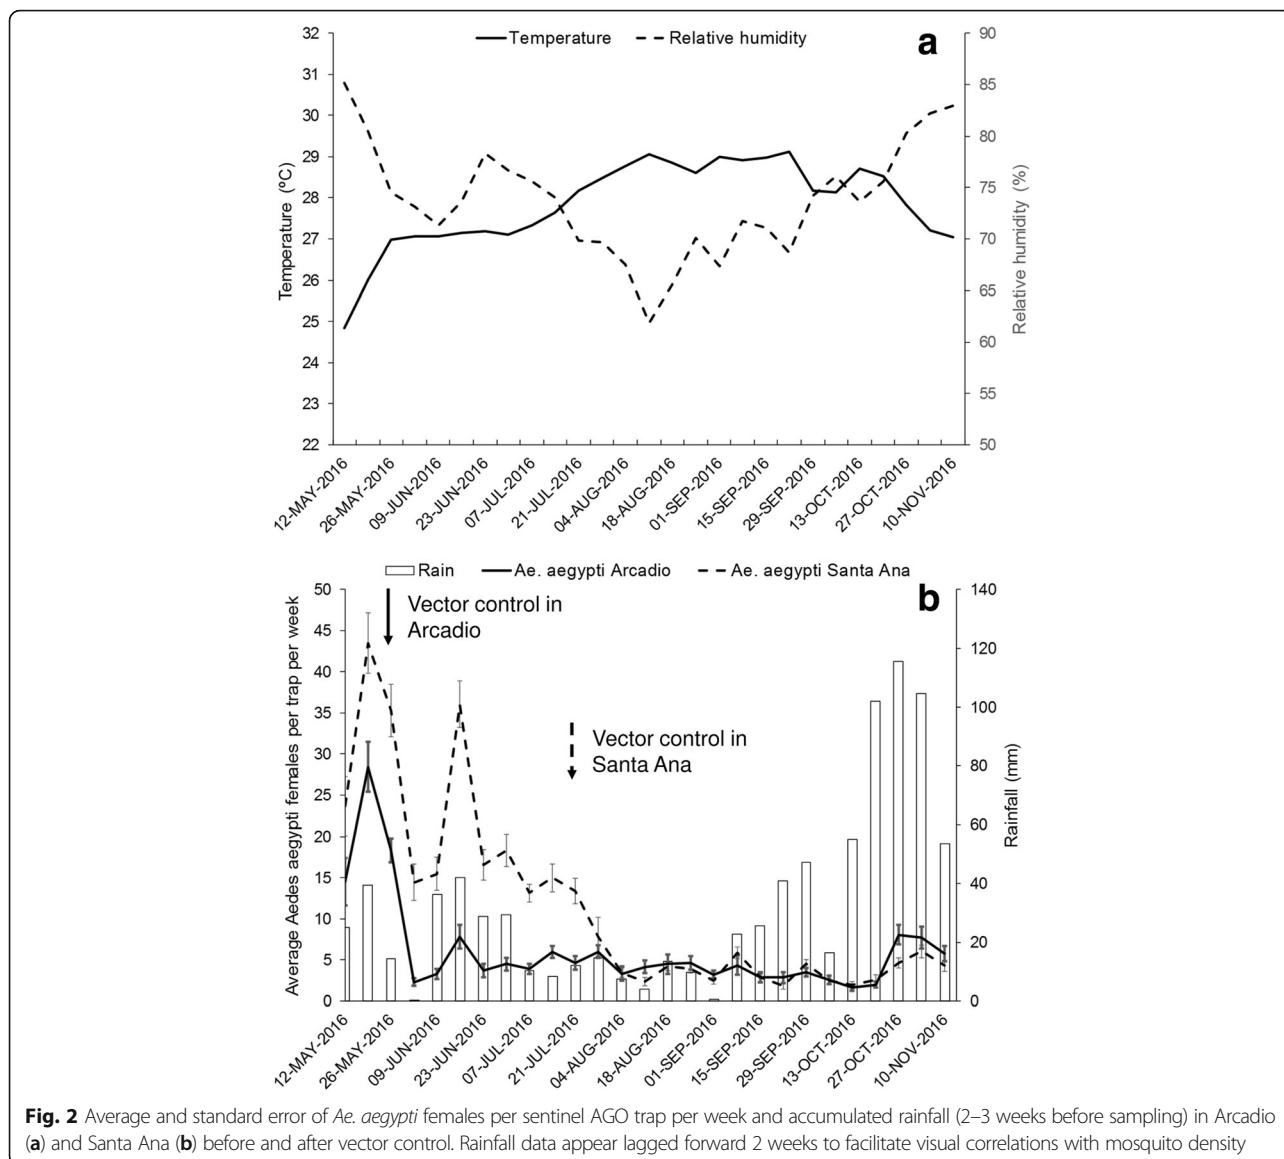 Temperature Relative humidity
a
32
31
30
29
28
27
26
25
24
23
22
Temperature (ºC)
90
85
80
75
70
65
60
55
50
Relative humidity (%)
12-MAY-2016
26-MAY-2016
09-JUN-2016
23-JUN-2016
07-JUL-2016
21-JUL-2016
04-AUG-2016
18-AUG-2016
01-SEP-2016
15-SEP-2016
29-SEP-2016
13-OCT-2016
27-OCT-2016
10-NOV-2016
Rain Ae. aegypti Arcadio Ae. aegypti Santa Ana
b
50
45
40
35
30
25
20
15
10
5
0
Average Aedes aegypti females per trap per week
Vector control in
Arcadio
Vector control in
Santa Ana
140
120
100
80
60
40
20
0
Rainfall (mm)
12-MAY-2016
26-MAY-2016
09-JUN-2016
23-JUN-2016
07-JUL-2016
21-JUL-2016
04-AUG-2016
18-AUG-2016
01-SEP-2016
15-SEP-2016
29-SEP-2016
13-OCT-2016
27-OCT-2016
10-NOV-2016
Fig. 2 Average and standard error of Ae. aegypti females per sentinel AGO trap per week and accumulated rainfall (2–3 weeks before sampling) in Arcadio
(a) and Santa Ana (b) before and after vector control. Rainfall data appear lagged forward 2 weeks to facilitate visual correlations with mosquito density